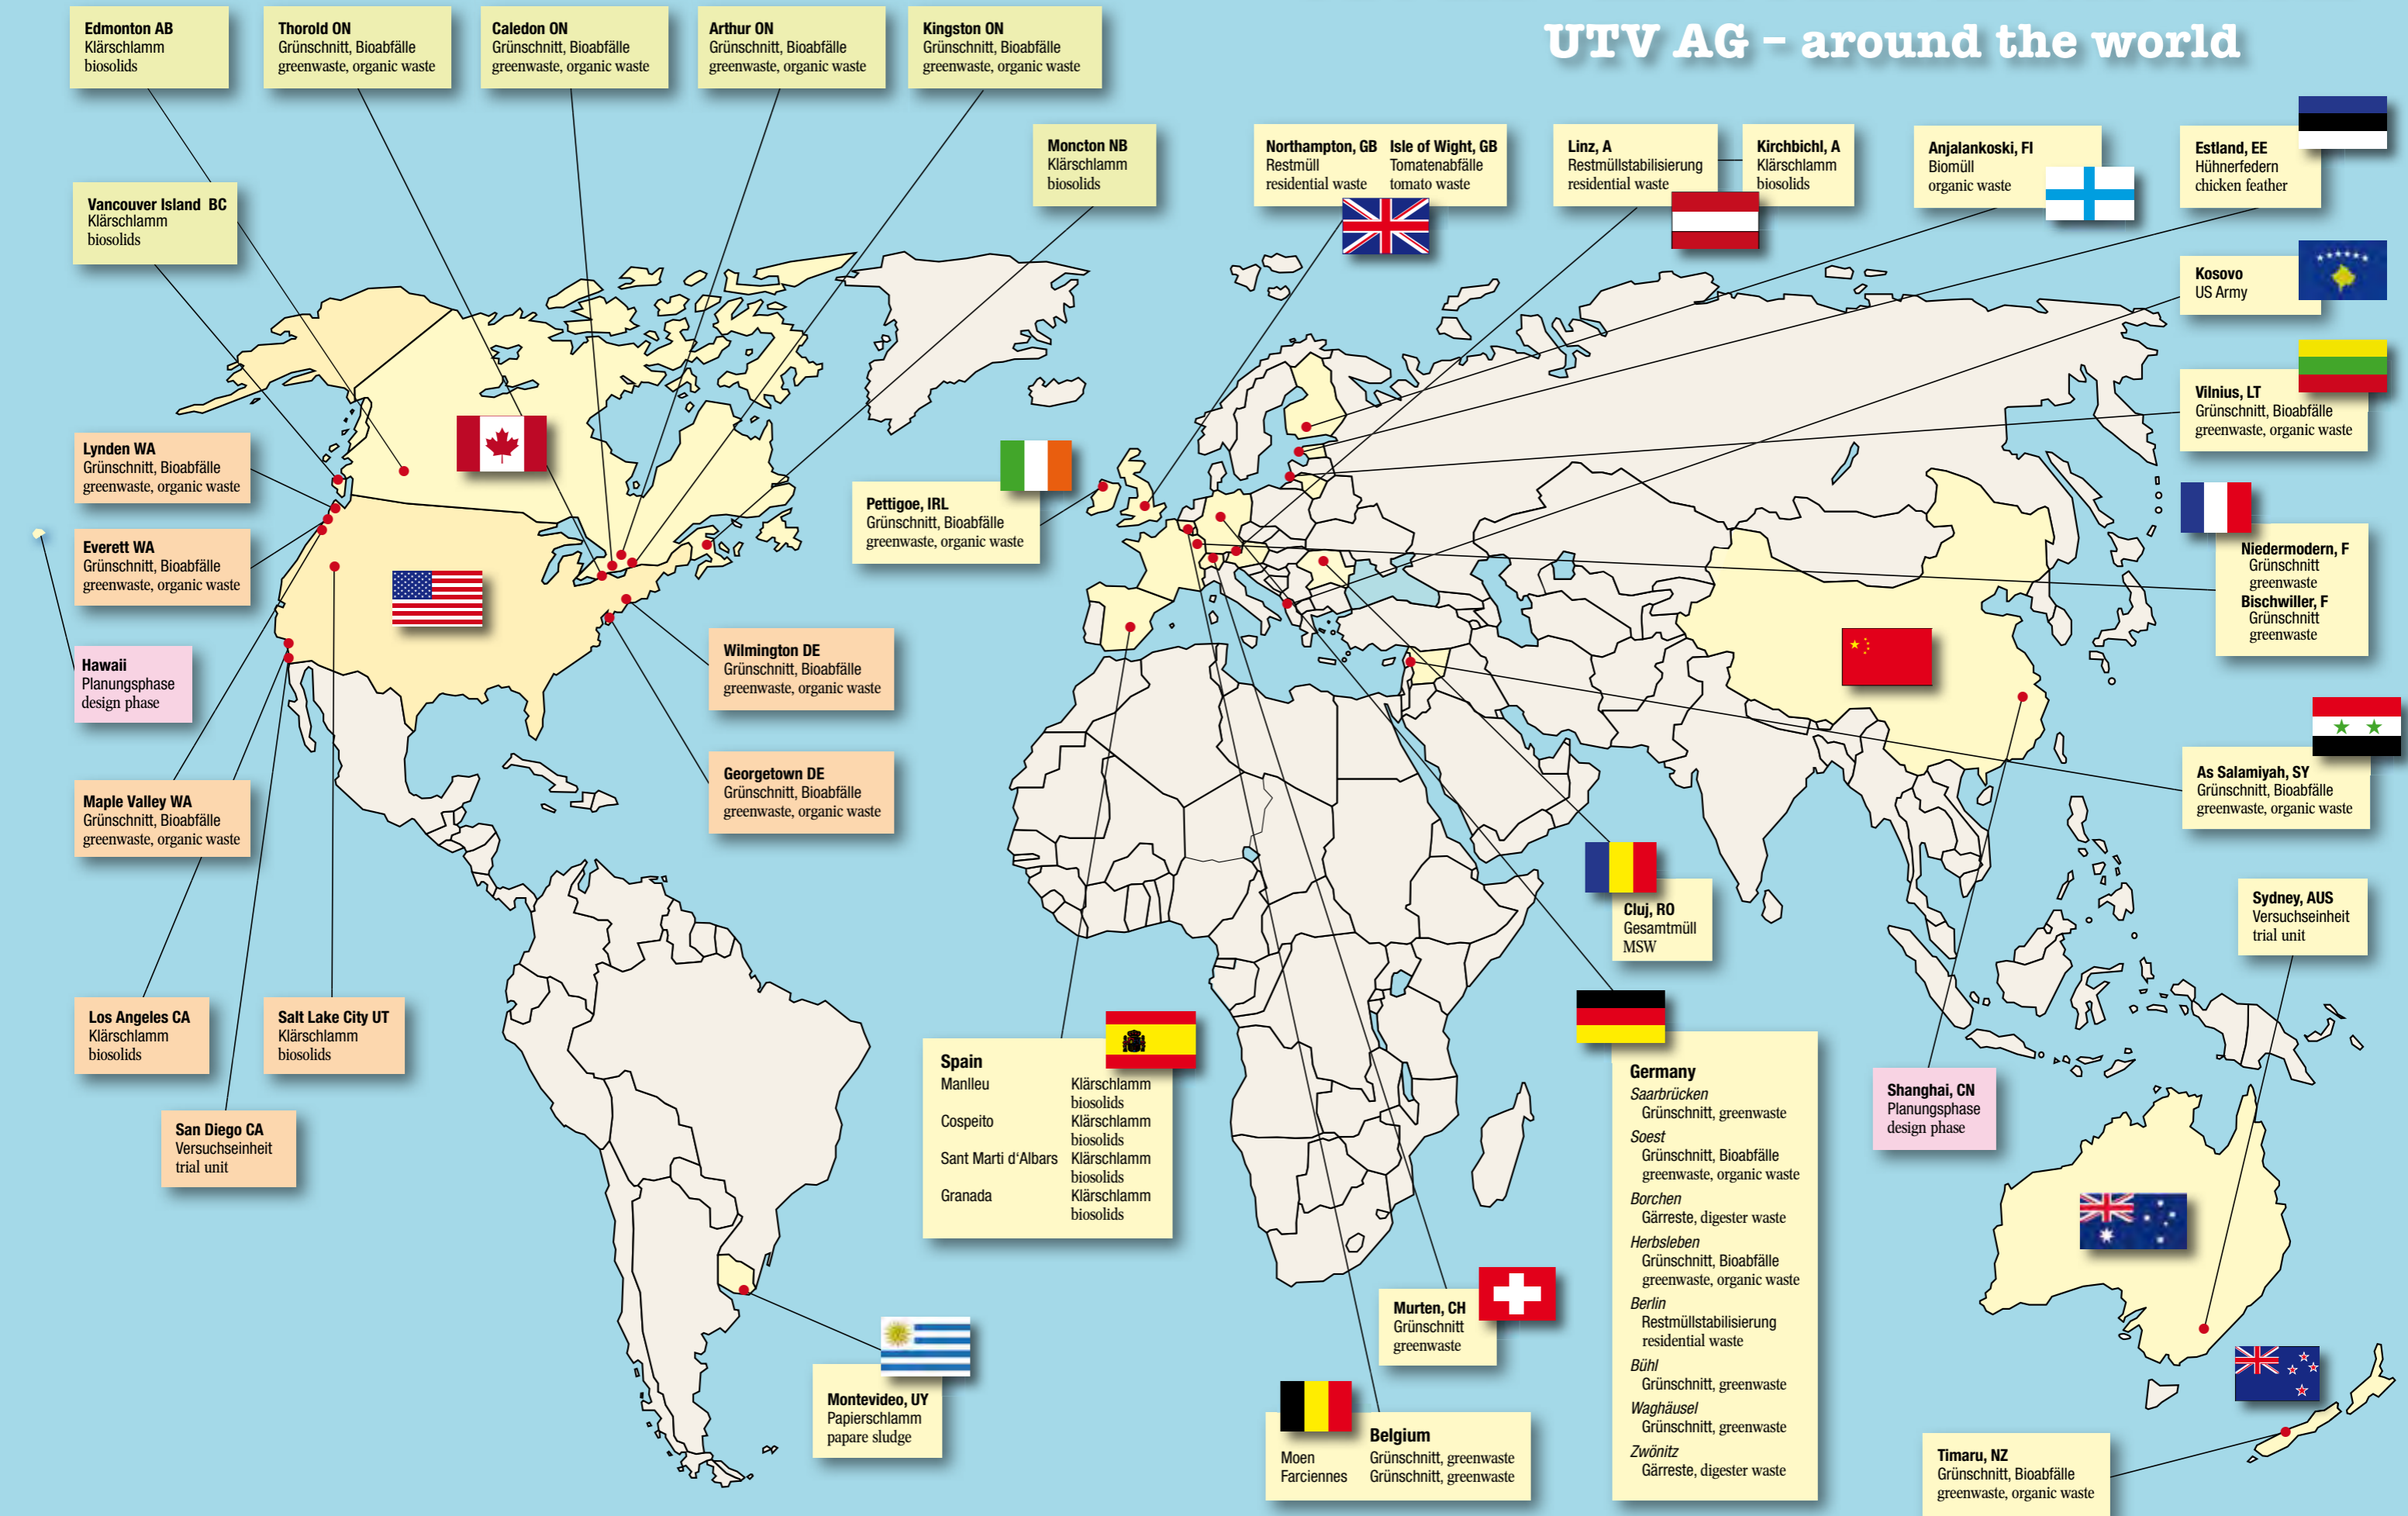 UTV AG – around the world
Edmonton AB
Klärschlamm
biosolids
Thorold ON
Grünschnitt, Bioabfälle
greenwaste, organic waste
Caledon ON
Grünschnitt, Bioabfälle
greenwaste, organic waste
Arthur ON
Grünschnitt, Bioabfälle
greenwaste, organic waste
Kingston ON
Grünschnitt, Bioabfälle
greenwaste, organic waste
Moncton NB
Klärschlamm
biosolids
Northampton, GB
Restmüll
residential waste
Isle of Wight, GB
Tomatenabfälle
tomato waste
Linz, A
Restmüllstabilisierung
residential waste
Kirchbichl, A
Klärschlamm
biosolids
Anjalankoski, FI
Biomüll
organic waste
Estland, EE
Hühnerfedern
chicken feather
Vancouver Island BC
Klärschlamm
biosolids
Kosovo
US Army
Vilnius, LT
Grünschnitt, Bioabfälle
greenwaste, organic waste
Lynden WA
Grünschnitt, Bioabfälle
greenwaste, organic waste
Pettigoe, IRL
Grünschnitt, Bioabfälle
greenwaste, organic waste
Everett WA
Grünschnitt, Bioabfälle
greenwaste, organic waste
Niedermodern, F
Grünschnitt
greenwaste
Bischwiller, F
Grünschnitt
greenwaste
Hawaii
Planungsphase
design phase
Wilmington DE
Grünschnitt, Bioabfälle
greenwaste, organic waste
Georgetown DE
Grünschnitt, Bioabfälle
greenwaste, organic waste
As Salamiyah, SY
Grünschnitt, Bioabfälle
greenwaste, organic waste
Maple Valley WA
Grünschnitt, Bioabfälle
greenwaste, organic waste
Cluj, RO
Gesamtmüll
MSW
Sydney, AUS
Versuchseinheit
trial unit
Los Angeles CA
Klärschlamm
biosolids
Salt Lake City UT
Klärschlamm
biosolids
San Diego CA
Versuchseinheit
trial unit
Spain
Manlleu Klärschlamm
biosolids
Cospeito Klärschlamm
biosolids
Sant Marti d‘Albars Klärschlamm
biosolids
Granada Klärschlamm
biosolids
Germany
Saarbrücken
Grünschnitt, greenwaste
Soest
Grünschnitt, Bioabfälle
greenwaste, organic waste
Borchen
Gärreste, digester waste
Herbsleben
Grünschnitt, Bioabfälle
greenwaste, organic waste
Berlin
Restmüllstabilisierung
residential waste
Bühl
Grünschnitt, greenwaste
Waghäusel
Grünschnitt, greenwaste
Zwönitz
Gärreste, digester waste
Shanghai, CN
Planungsphase
design phase
Murten, CH
Grünschnitt
greenwaste
Montevideo, UY
Papierschlamm
papare sludge
Belgium
Moen Grünschnitt, greenwaste
Farciennes Grünschnitt, greenwaste
Timaru, NZ
Grünschnitt, Bioabfälle
greenwaste, organic waste